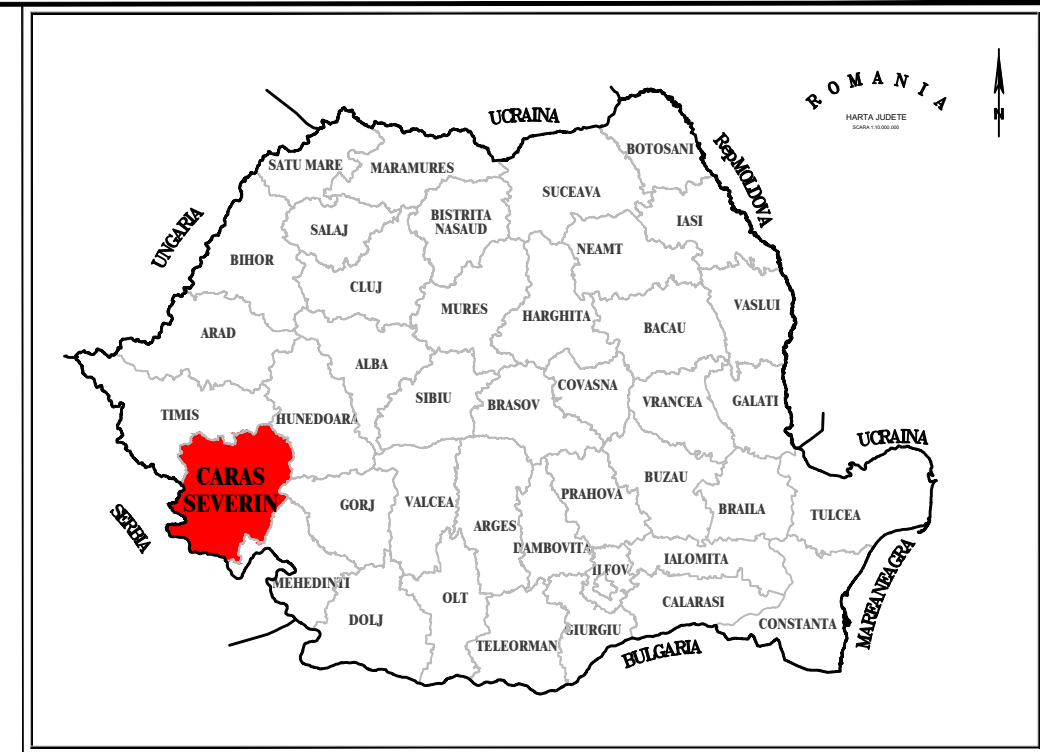 ROMANIA
HARTA JUDETE
SCARA 1:10.000.000
N
UCRAINA
Rep.MOLDOVA
UNGARIA
BOTOSANI
SATU MARE
MARAMURES
SUCEAVA
BISTRITA
NASAUD
IASI
SALAJ
NEAMT
BIHOR
CLUJ
VASLUI
MURES
HARGHITA
BACAU
ARAD
ALBA
COVASNA
SIBIU
BRASOV
VRANCEA
GALATI
TIMIS
HUNEDOARA
UCRAINA
CARAS
SEVERIN
BUZAU
PRAHOVA
GORJ
VALCEA
BRAILA
TULCEA
ARGES
SERBIA
DAMBOVITA
IALOMITA
ILFOV
MEHEDINTI
OLT
CALARASI
DOLJ
CONSTANTA
GIURGIU
TELEORMAN
MAREA NEAGRA
BULGARIA